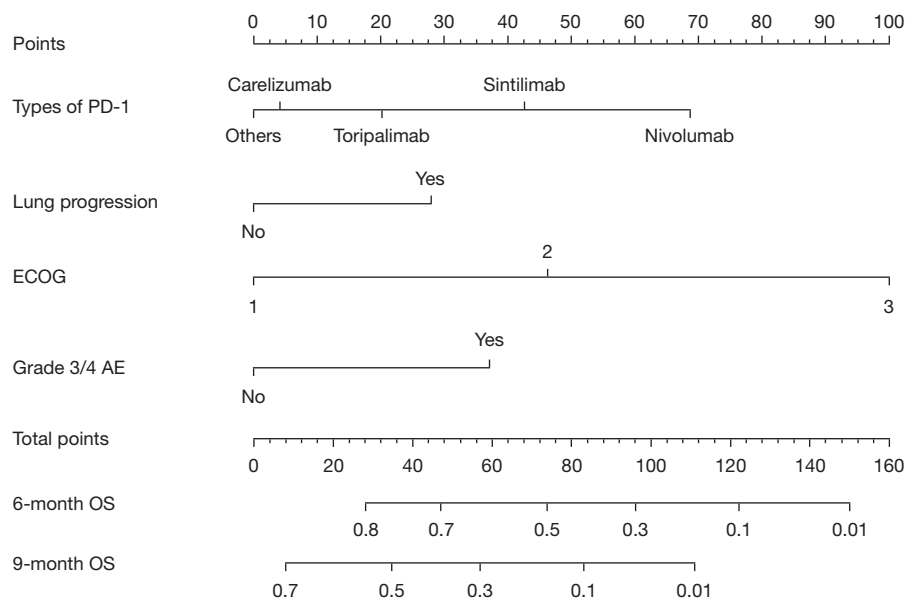 Points 0 10 20 30 40 50 60 70 80 90 100
Carelizumab Sintilimab
Types of PD-1
Others Toripalimab Nivolumab
Yes
Lung progression
No
2
ECOG
1 3
Yes
Grade 3/4 AE
No
Total points
0 20 40 60 80 100 120 140 160
6-month OS
0.8 0.7 0.5 0.3 0.1 0.01
9-month OS
0.7 0.5 0.3 0.1 0.01